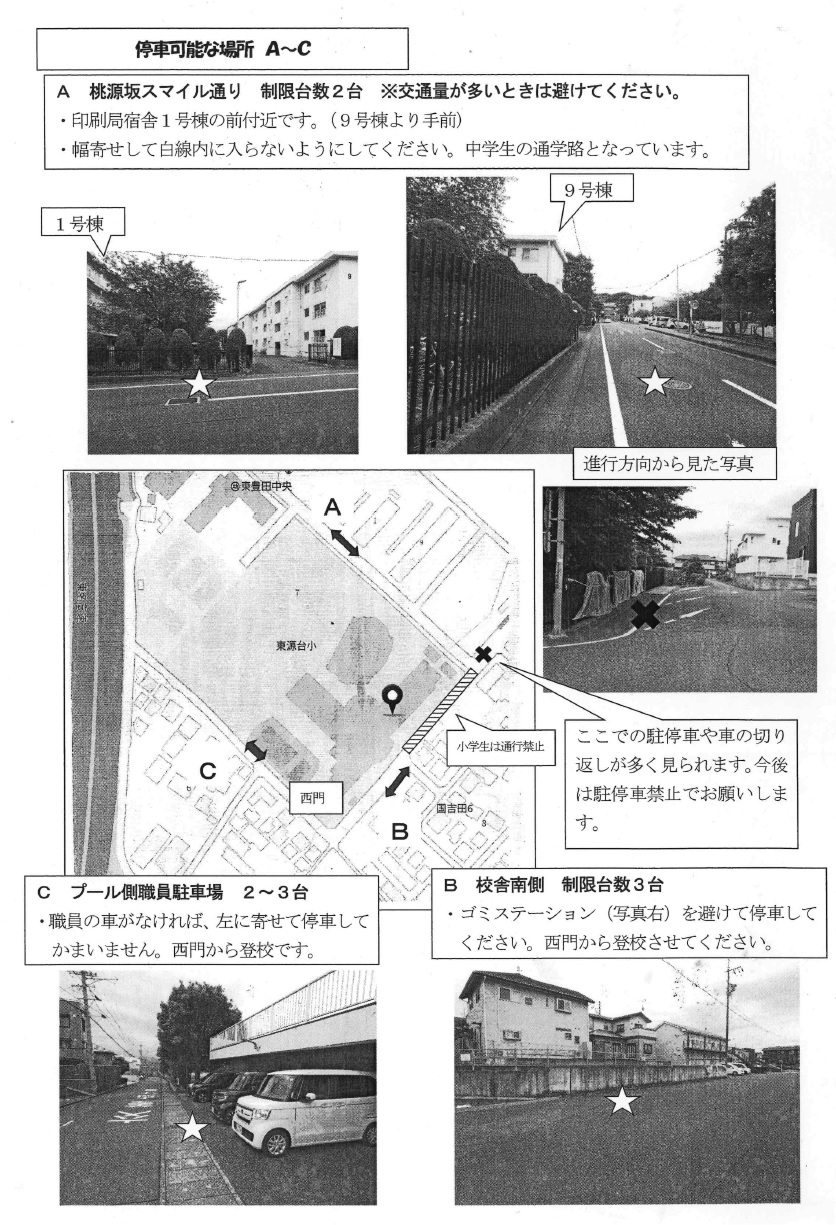 停車可能な場所 A～C
A 桃源坂スマイル通り 制限台数２台 ※交通量が多いときは避けてください。
・印刷局宿舎１号棟の前付近です。（９号棟より手前）
・幅寄せして白線内に入らないようにしてください。中学生の通学路となっています。
１号棟
９号棟
9
進行方向から見た写真
東豊田中央
A
東源台小
小学生は通行禁止
ここでの駐停車や車の切り
返しが多く見られます。今後
は駐停車禁止でお願いしま
す。
C
西門
国吉田6
B
C プール側職員駐車場 ２～３台
・職員の車がなければ、左に寄せて停車して
かまいません。西門から登校です。
B 校舎南側 制限台数３台
・ゴミステーション（写真右）を避けて停車して
ください。西門から登校させてください。